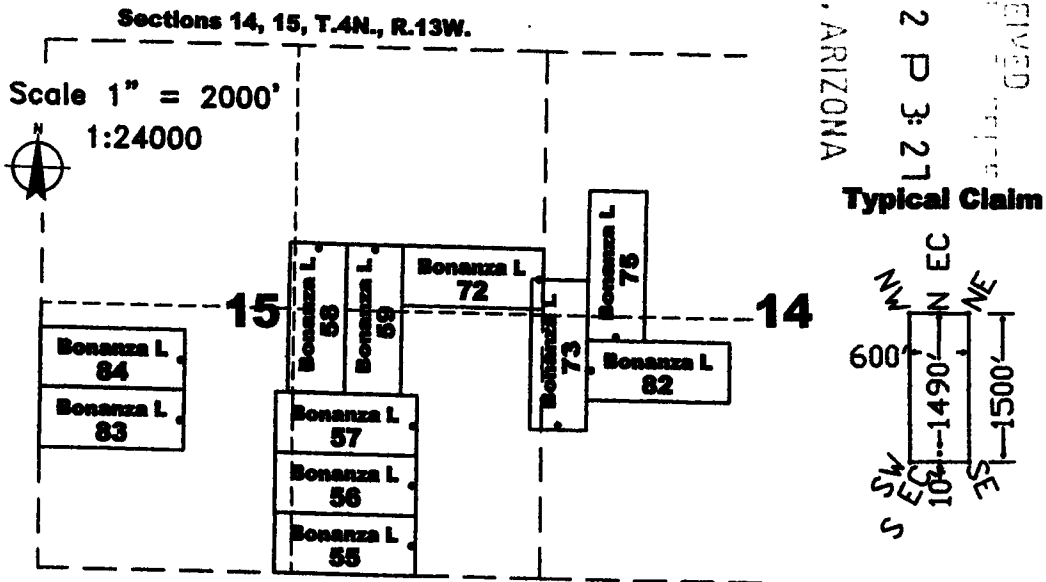 Sections 14, 15, T.4N., R.13W.
Scale 1" = 2000'
1:24000
N
2 P 3:27
, ARIZONA
Typical Claim
NW
N EC
NE
600'
1490'
1500'
10'
SW
S EC
SE
15
14
Bonanza L
58
Bonanza L
59
Bonanza L
72
Bonanza L
73
Bonanza L
75
Bonanza L
82
Bonanza L
84
Bonanza L
83
Bonanza L
57
Bonanza L
56
Bonanza L
55